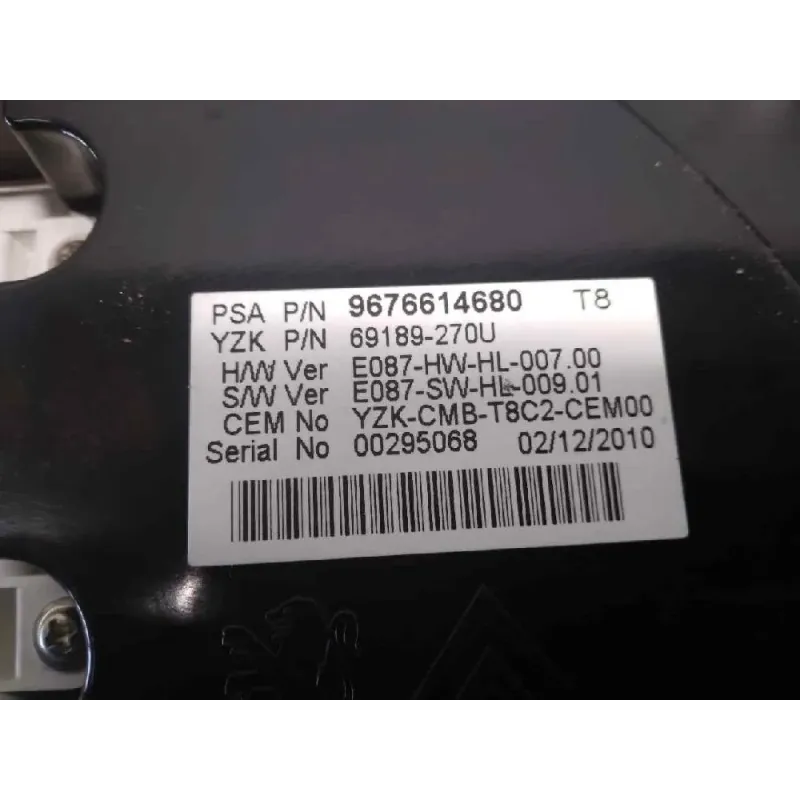 PSA P/N 9676614680 T8
YZK P/N 69189-270U
H/W Ver E087-HW-HL-007.00
S/W Ver E087-SW-HL-009.01
CEM No YZK-CMB-T8C2-CEM00
Serial No 00295068 02/12/2010